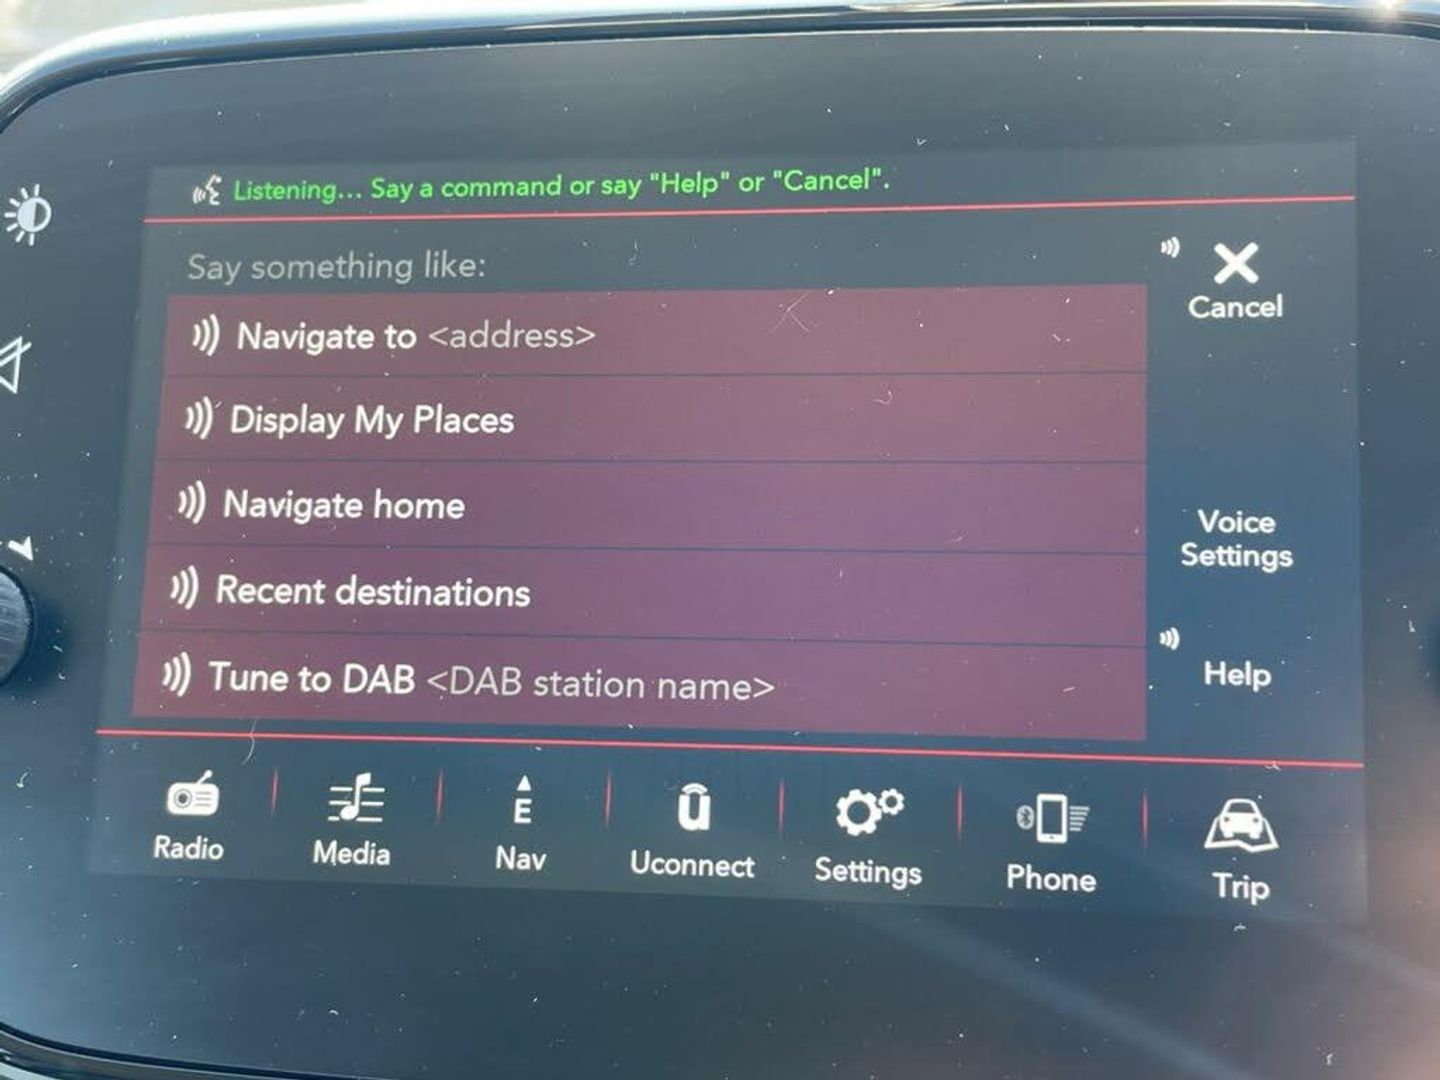 Listening... Say a command or say "Help" or "Cancel".
Say something like:
Navigate to <address>
Display My Places
Navigate home
Recent destinations
Tune to DAB <DAB station name>
Cancel
Voice
Settings
Help
E
Radio
Media
Nav
Uconnect
Settings
Phone
Trip